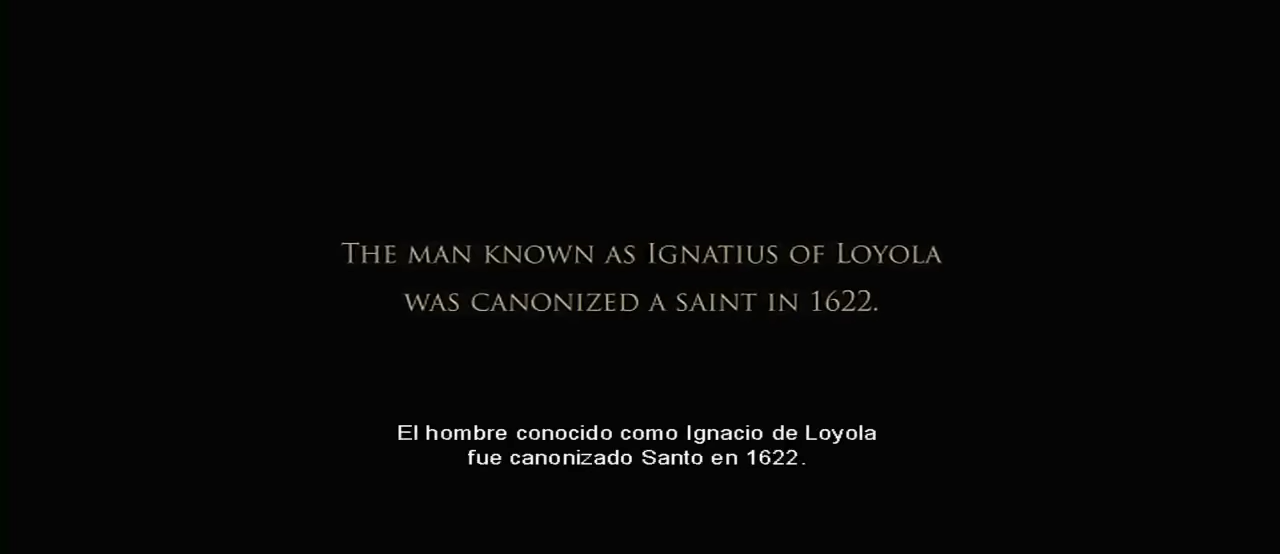 The man known as Ignatius of Loyola
was canonized a saint in 1622.
El hombre conocido como Ignacio de Loyola
fue canonizado Santo en 1622.